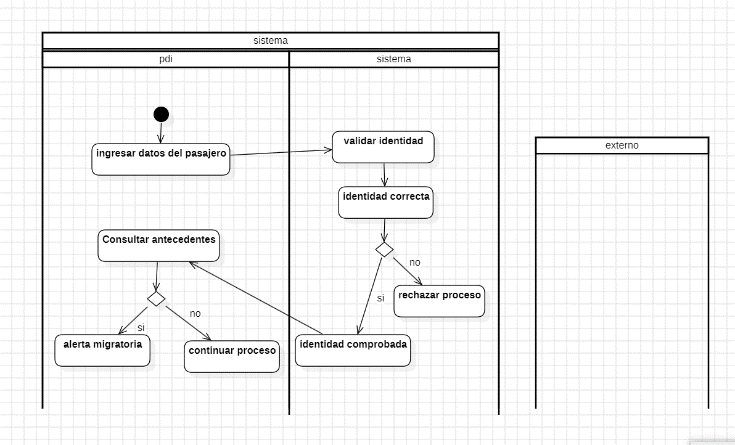 sistema
pdi
sistema
externo
ingresar datos del pasajero
validar identidad
identidad correcta
Consultar antecedentes
no
si
rechazar proceso
no
si
alerta migratoria
continuar proceso
identidad comprobada